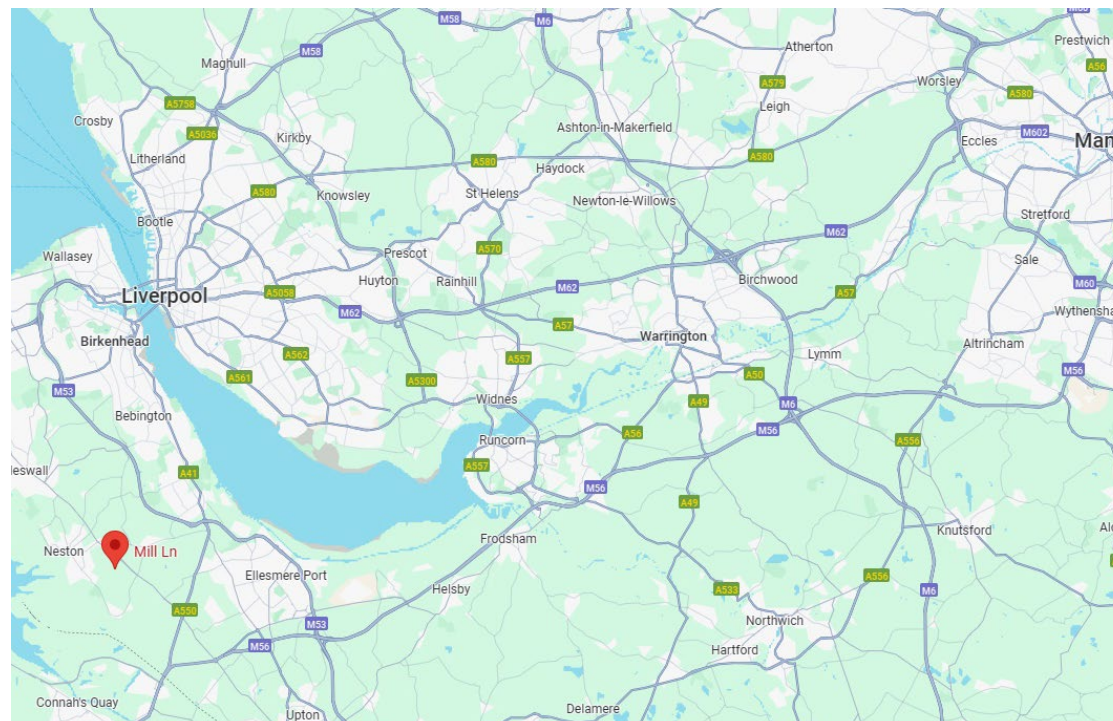 M58
M6
M58
Prestwich
Atherton
Maghull
M58
A56
Worsley
A579
A580
A5758
Leigh
Crosby
A5036
Kirkby
Ashton-in-Makerfield
M602
Eccles
Man
Litherland
A580
A580
Haydock
A580
Knowsley
St Helens
Newton-le-Willows
Bootie
Stretford
M62
A570
Prescot
Wallasey
Sale
Huyton
Rainhill
Birchwood
M60
Liverpool
A5058
M62
A57
M62
Wythensha
A57
Birkenhead
Warrington
Altrincham
A562
A557
Lymm
M56
A561
A5300
A50
M53
Widnes
A49
M6
Bebington
M56
Runcorn
A56
A556
A557
eswall
A41
M56
A49
Knutsford
Frodsham
Neston
Mill Ln
Ellesmere Port
A556
Helsby
A533
M6
A550
Northwich
M53
M56
Hartford
Connah's Quay
Delamere
Upton